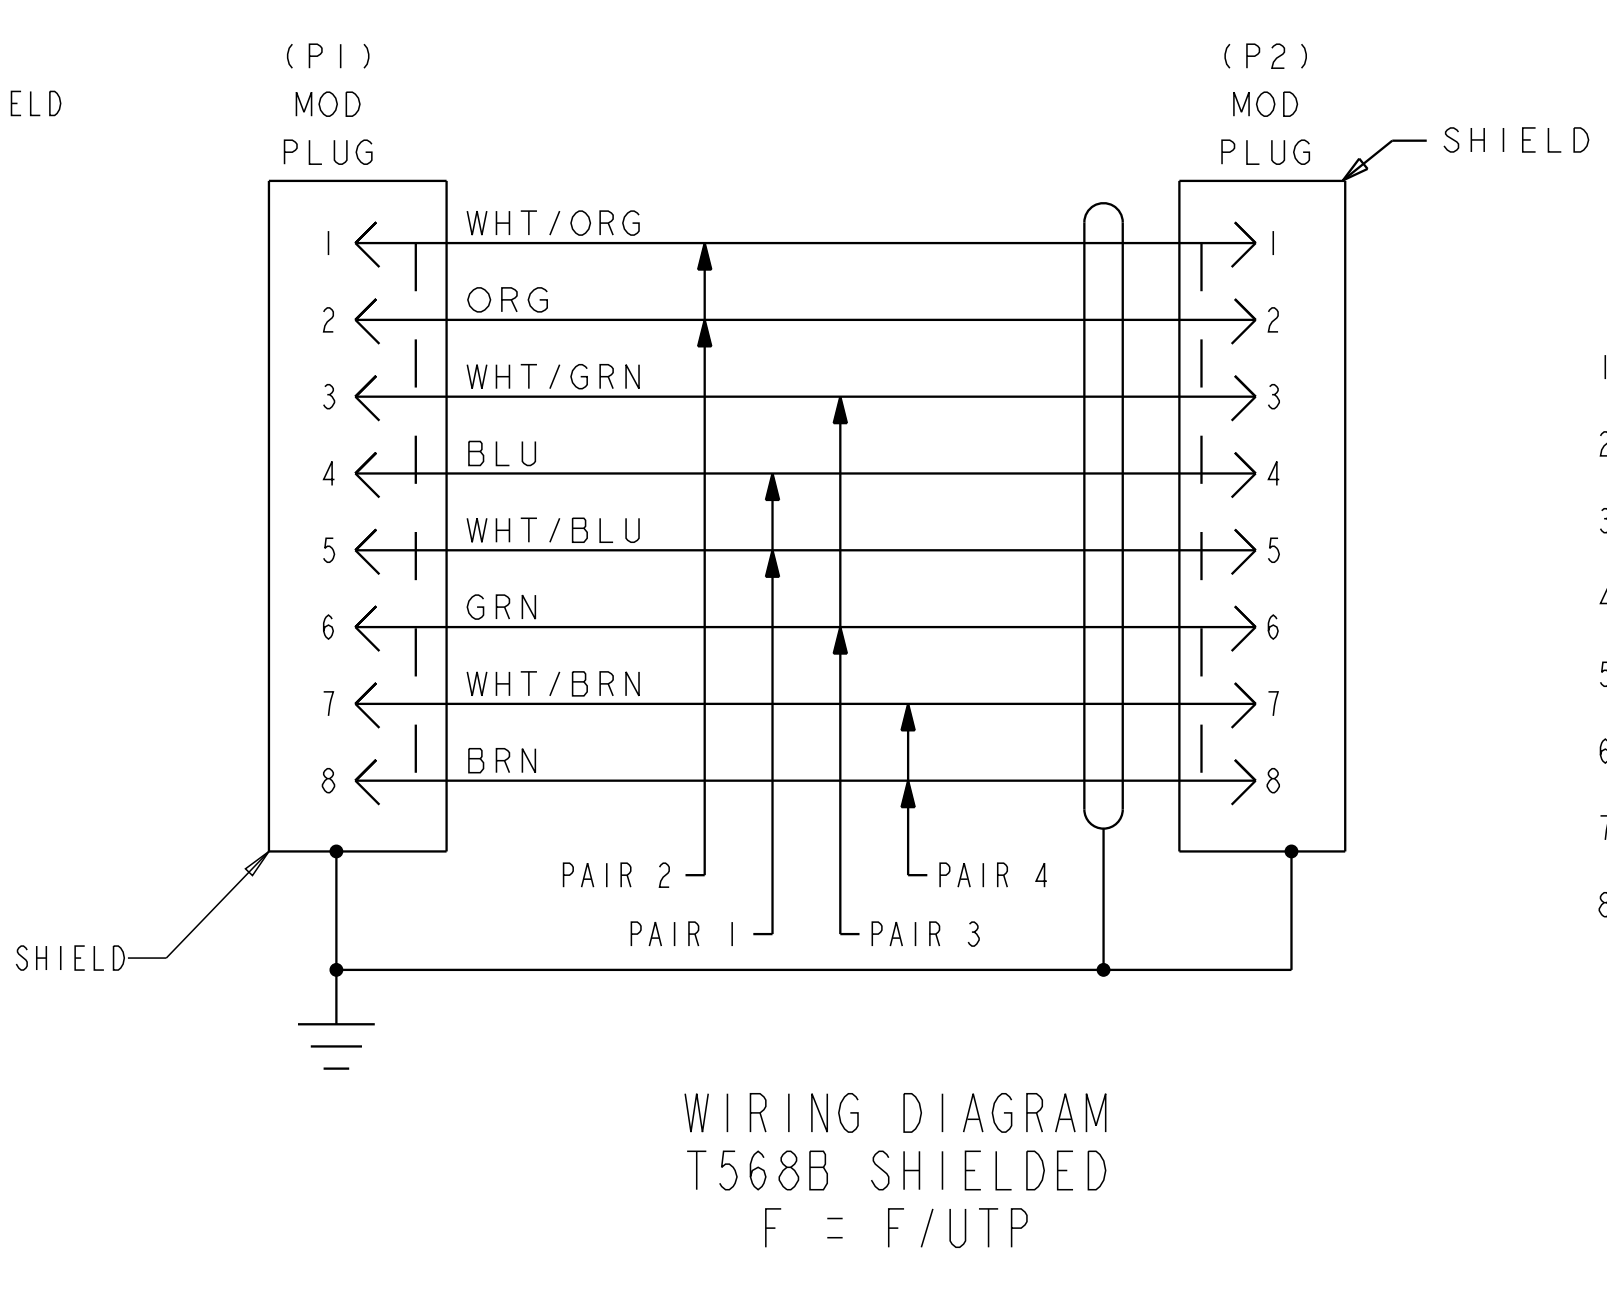 (P1)
MOD
PLUG
(P2)
MOD
PLUG
ELD
SHIELD
WHT/ORG
1
1
ORG
2
2
WHT/GRN
3
3
BLU
4
4
WHT/BLU
5
5
GRN
6
6
WHT/BRN
7
7
BRN
8
8
PAIR 2
PAIR 4
PAIR 1
PAIR 3
SHIELD
WIRING DIAGRAM
T568B SHIELDED
F = F/UTP